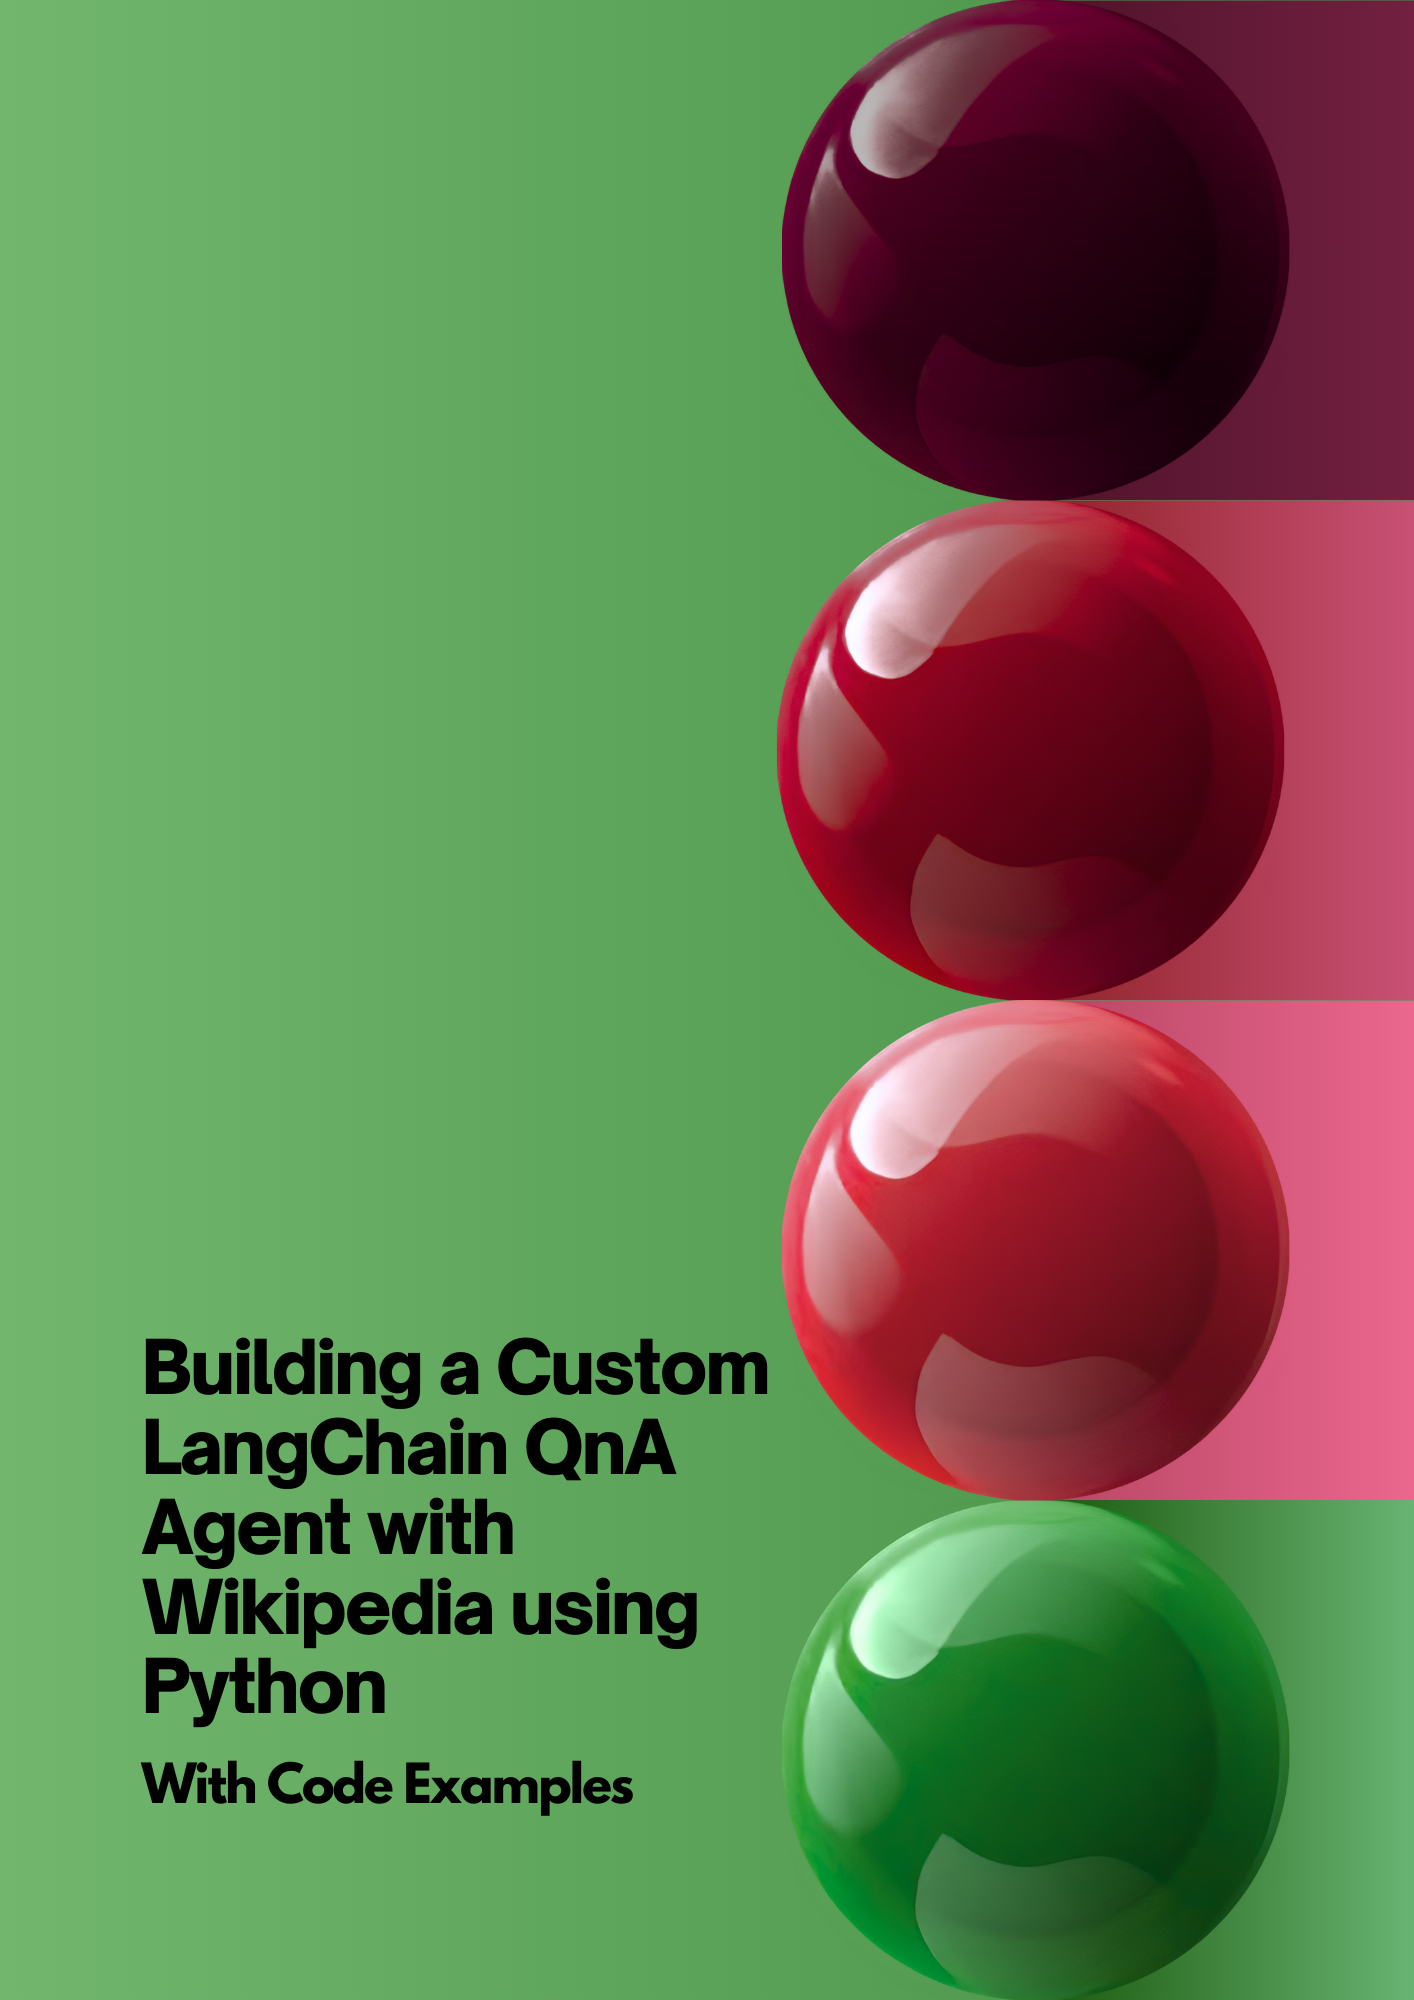 Building a Custom
LangChain QnA
Agent with
Wikipedia using
Python
With Code Examples